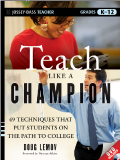 JOSSEY-BASS TEACHER
GRADES K-12
Teach
LIKE A
CHAMPION
49 TECHNIQUES THAT
PUT STUDENTS ON
THE PATH TO COLLEGE
DOUG LEMOV
DVD